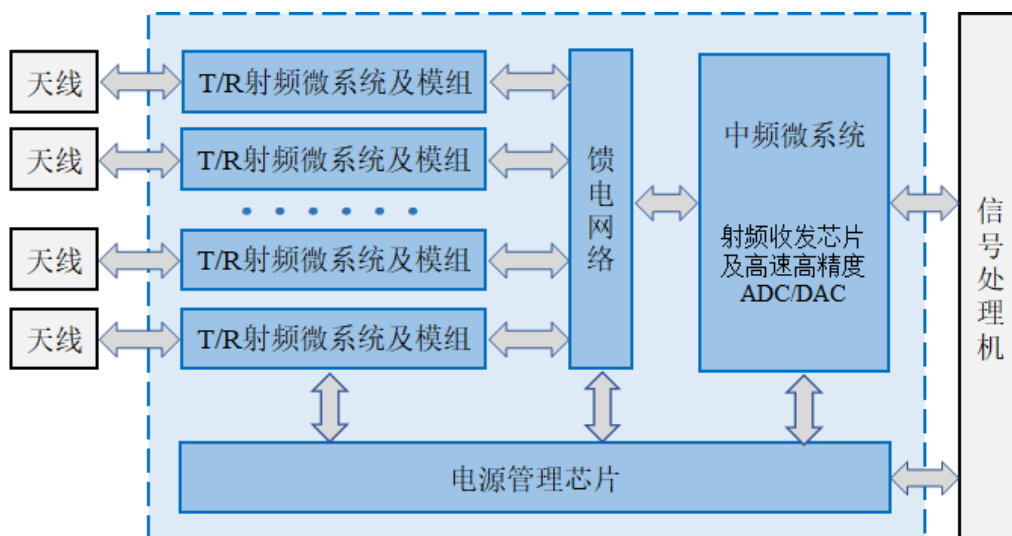 天线
T/R射频微系统及模组
天线
T/R射频微系统及模组
天线
T/R射频微系统及模组
天线
T/R射频微系统及模组
馈
电
网
络
中频微系统
射频收发芯片
及高速高精度
ADC/DAC
电源管理芯片
信
号
处
理
机